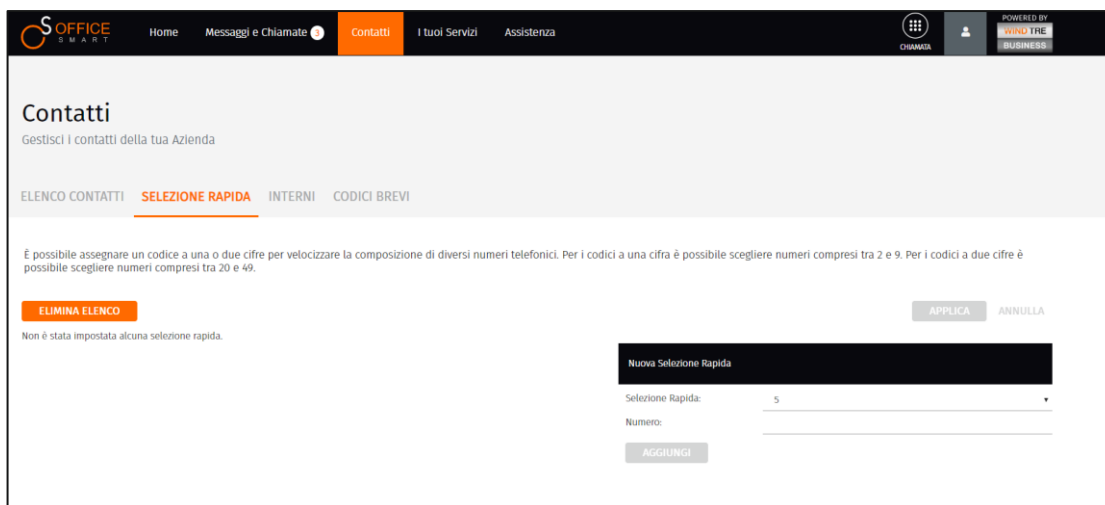 OS OFFICE
SMART
Home
Messaggi e Chiamate 3
Contatti
I tuoi Servizi
Assistenza
CHIAMATA
POWERED BY
WIND TRE
BUSINESS
Contatti
Gestisci i contatti della tua Azienda
ELENCO CONTATTI
SELEZIONE RAPIDA
INTERNI
CODICI BREVI
È possibile assegnare un codice a una o due cifre per velocizzare la composizione di diversi numeri telefonici. Per i codici a una cifra è possibile scegliere numeri compresi tra 2 e 9. Per i codici a due cifre è
possibile scegliere numeri compresi tra 20 e 49.
ELIMINA ELENCO
APPLICA
ANNULLA
Non è stata impostata alcuna selezione rapida.
Nuova Selezione Rapida
Selezione Rapida:
5
Numero:
AGGIUNGI